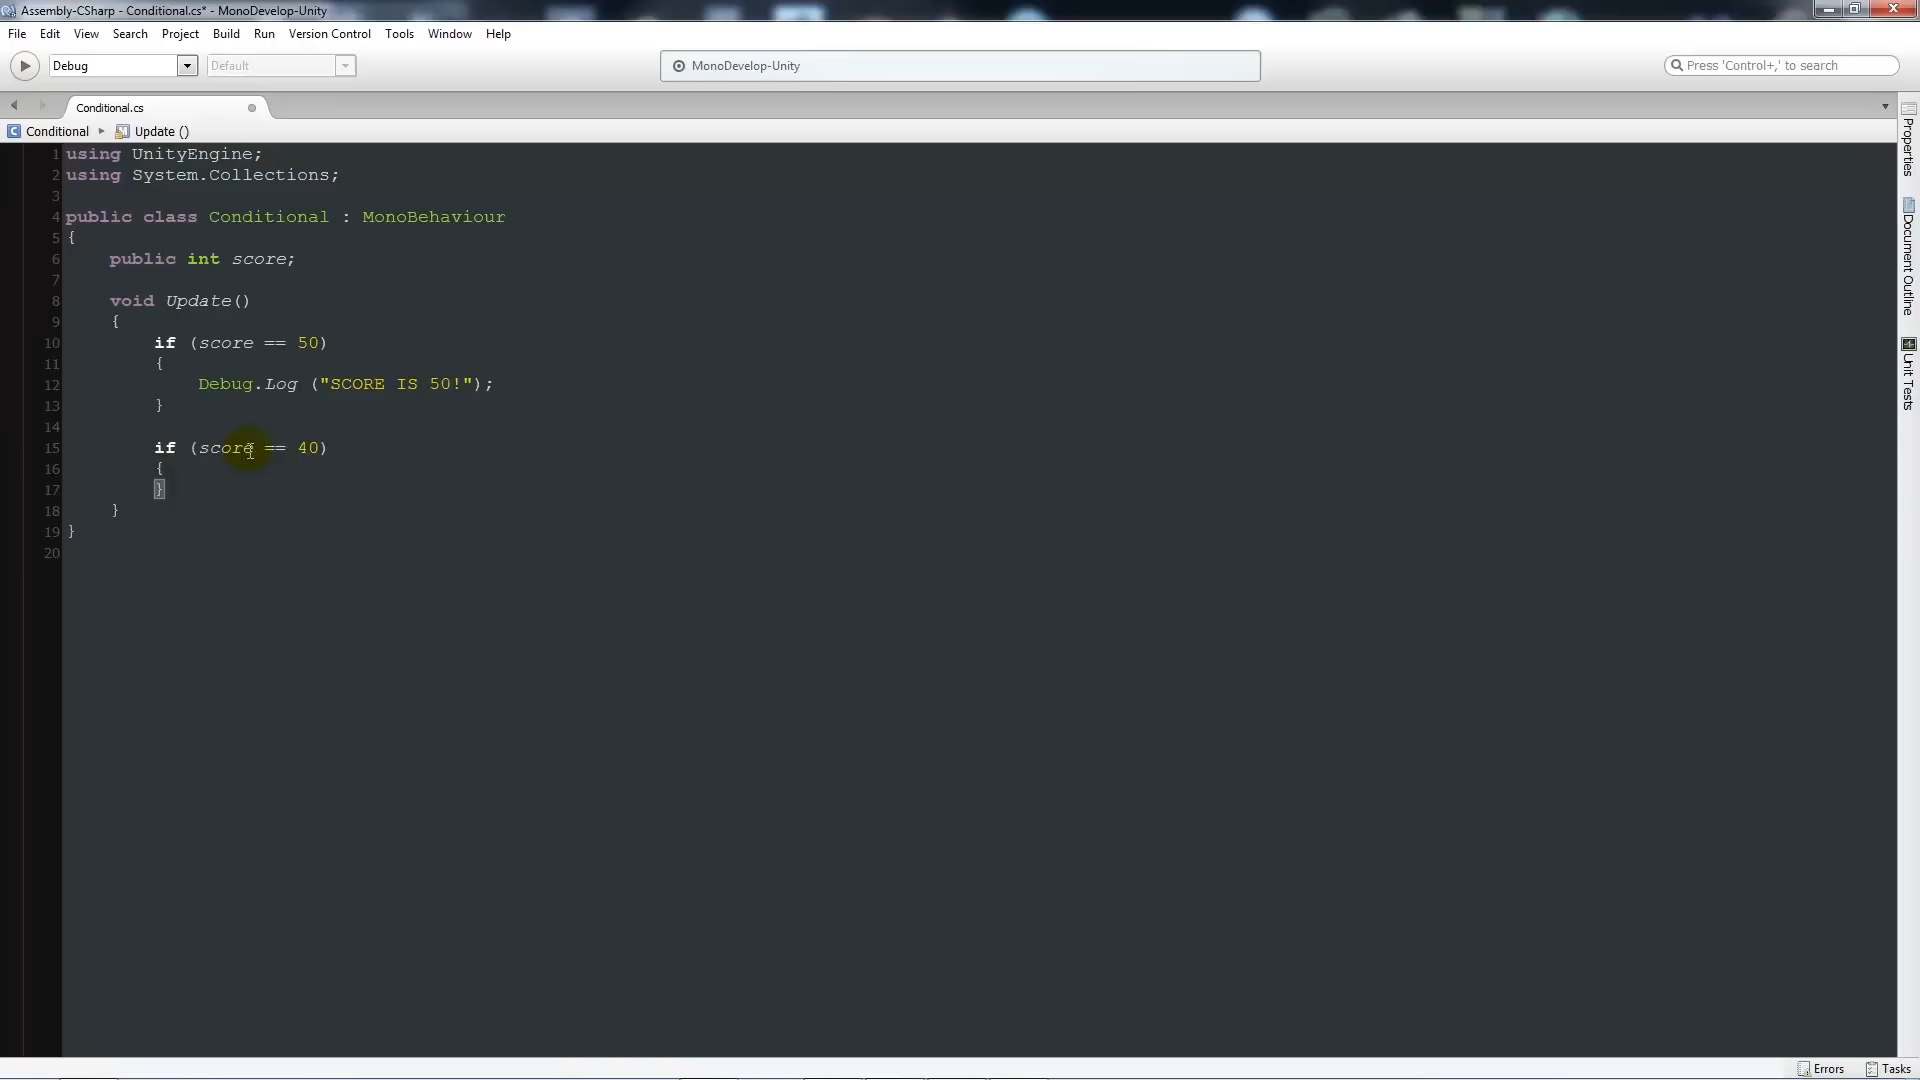 Assembly-CSharp - Conditional.cs* - MonoDevelop-Unity
File Edit View Search Project Build Run Version Control Tools Window Help
Debug Default MonoDevelop-Unity Press 'Control+,' to search
Conditional.cs
Conditional Update ()
1 using UnityEngine;
2 using System.Collections;
3
4 public class Conditional : MonoBehaviour
5 {
6 public int score;
7
8 void Update()
9 {
10 if (score == 50)
11 {
12 Debug.Log ("SCORE IS 50!");
13 }
14
15 if (score == 40)
16 {
17 }
18 }
19 }
20
Properties
Document Outline
Unit Tests
Errors Tasks